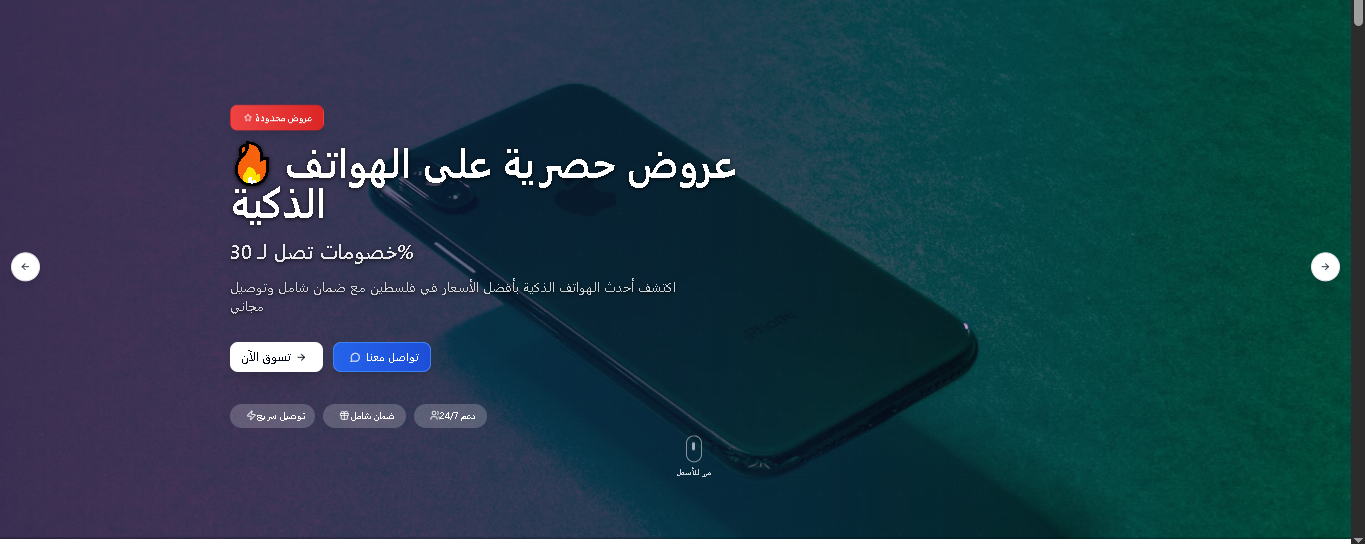 عروض محدودة
عروض حصرية على الهواتف 🔥
الذكية
خصومات تصل لـ 30%
اكتشف أحدث الهواتف الذكية بأفضل الأسعار في فلسطين مع ضمان شامل وتوصيل
مجاني
تسوق الآن
تواصل معنا
توصيل سريع
ضمان شامل
دعم 24/7
مرر للأسفل
iPhone